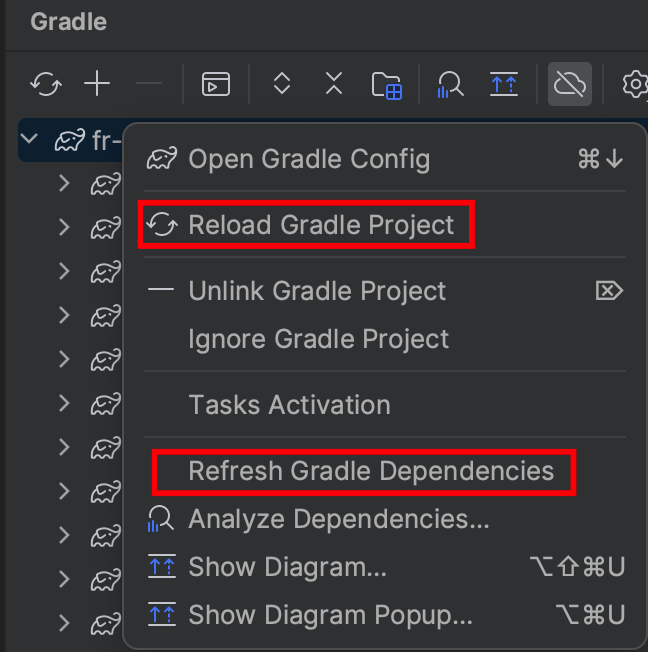 Gradle
fr-
Open Gradle Config ⌘↓
Reload Gradle Project
Unlink Gradle Project ⌦
Ignore Gradle Project
Tasks Activation
Refresh Gradle Dependencies
Analyze Dependencies...
Show Diagram... ⌥⇧⌘U
Show Diagram Popup... ⌥⌘U